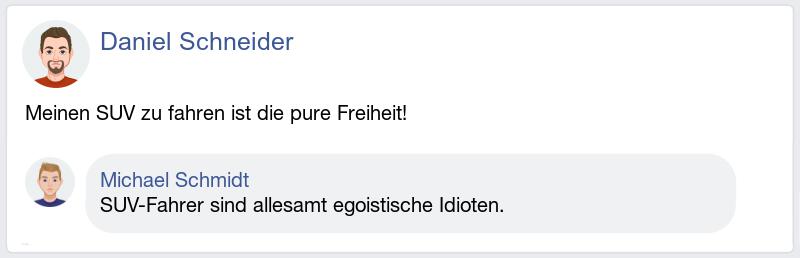 Daniel Schneider
Meinen SUV zu fahren ist die pure Freiheit!
Michael Schmidt
SUV-Fahrer sind allesamt egoistische Idioten.